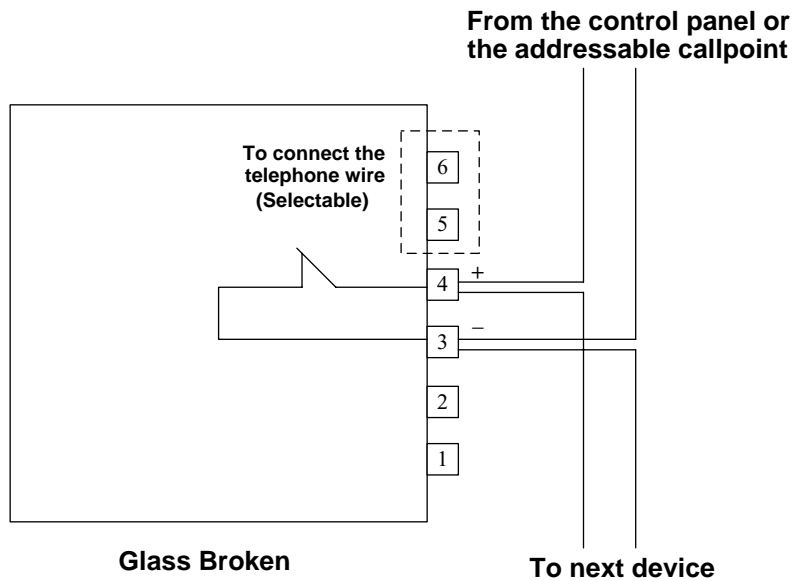 From the control panel or
the addressable callpoint
To connect the
telephone wire
(Selectable)
6
5
4
+
3
−
2
1
Glass Broken
To next device